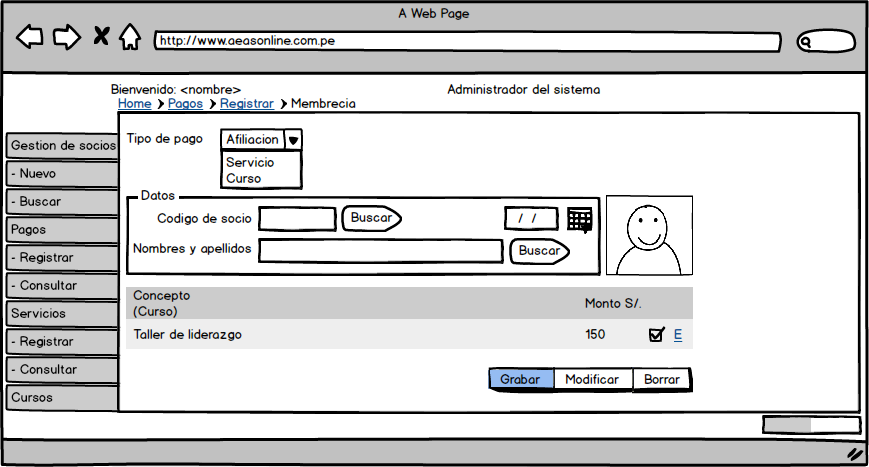 A Web Page
http://www.aeasonline.com.pe
Bienvenido: <nombre>
Administrador del sistema
Home > Pagos > Registrar > Membrecia
Gestion de socios
- Nuevo
- Buscar
Pagos
- Registrar
- Consultar
Servicios
- Registrar
- Consultar
Cursos
Tipo de pago Afiliacion
Servicio
Curso
Datos
Codigo de socio Buscar / /
Nombres y apellidos Buscar
Concepto
(Curso)
Monto S/.
Taller de liderazgo 150 E
Grabar Modificar Borrar